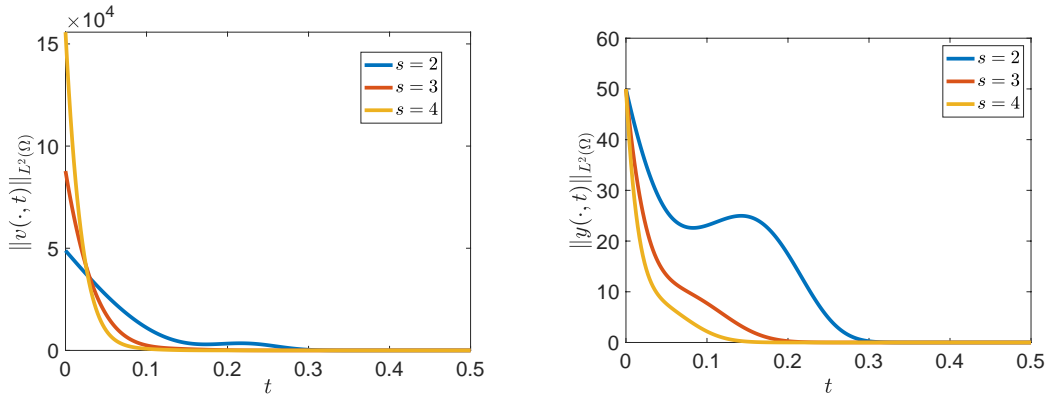 ×10⁴
15
10
5
0
0 0.1 0.2 0.3 0.4 0.5
t
||v(·, t)||_{L²(Ω)}
s = 2
s = 3
s = 4
60
50
40
30
20
10
0
0 0.1 0.2 0.3 0.4 0.5
t
||y(·, t)||_{L²(Ω)}
s = 2
s = 3
s = 4